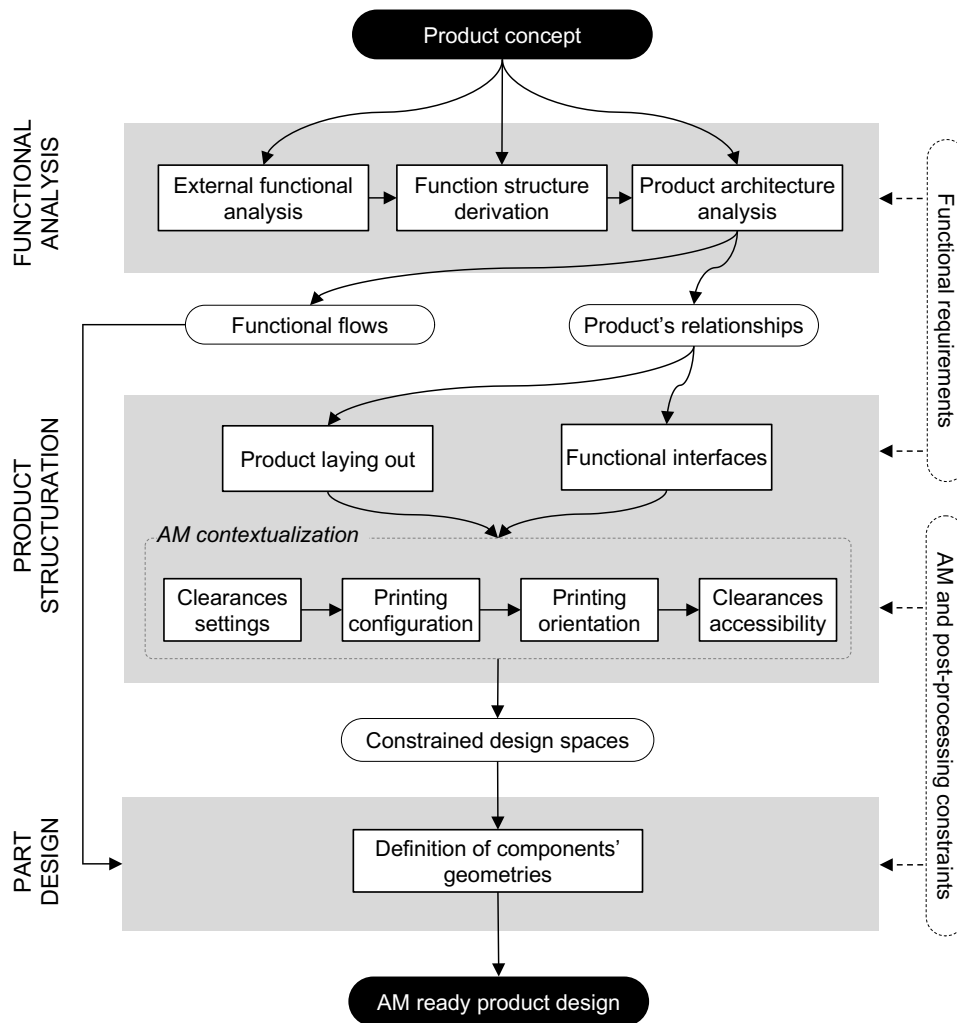 Product concept
FUNCTIONAL
ANALYSIS
External functional
analysis
Function structure
derivation
Product architecture
analysis
Functional requirements
Functional flows
Product's relationships
PRODUCT
STRUCTURATION
Product laying out
Functional interfaces
AM contextualization
Clearances
settings
Printing
configuration
Printing
orientation
Clearances
accessibility
AM and post-processing constraints
Constrained design spaces
PART
DESIGN
Definition of components'
geometries
AM ready product design